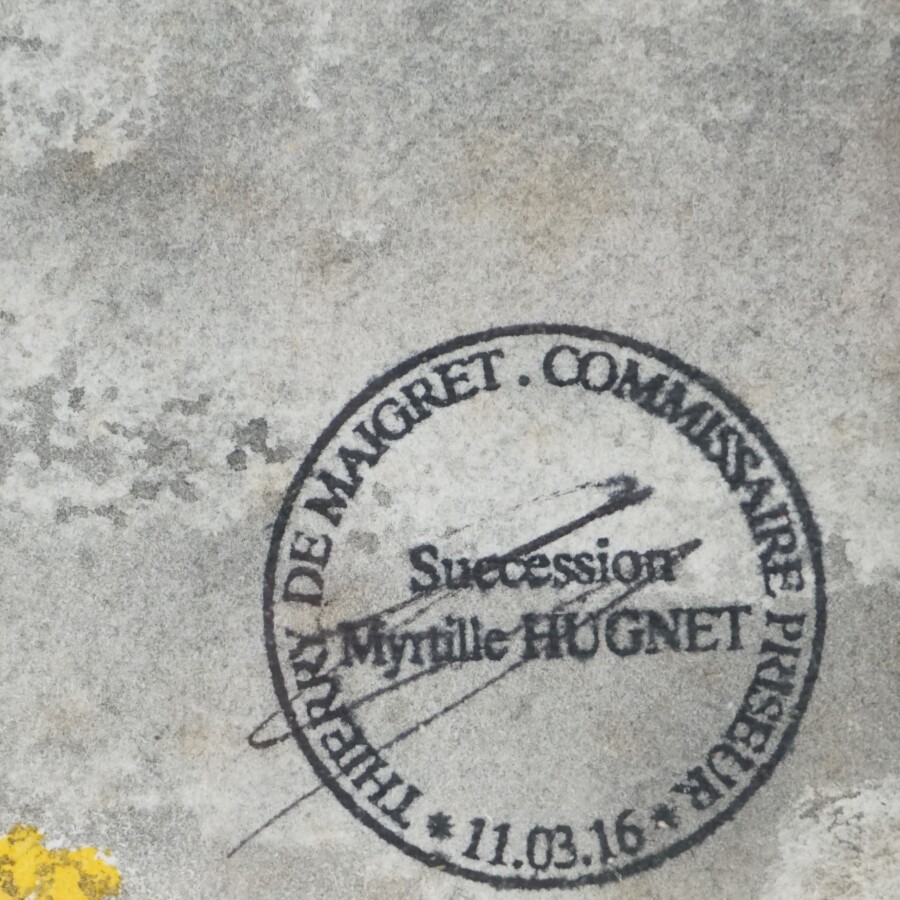 THIERRY DE MAIGRET . COMMISSAIRE PRISEUR
Succession
Myrtille HUGNET
* 11.03.16 *